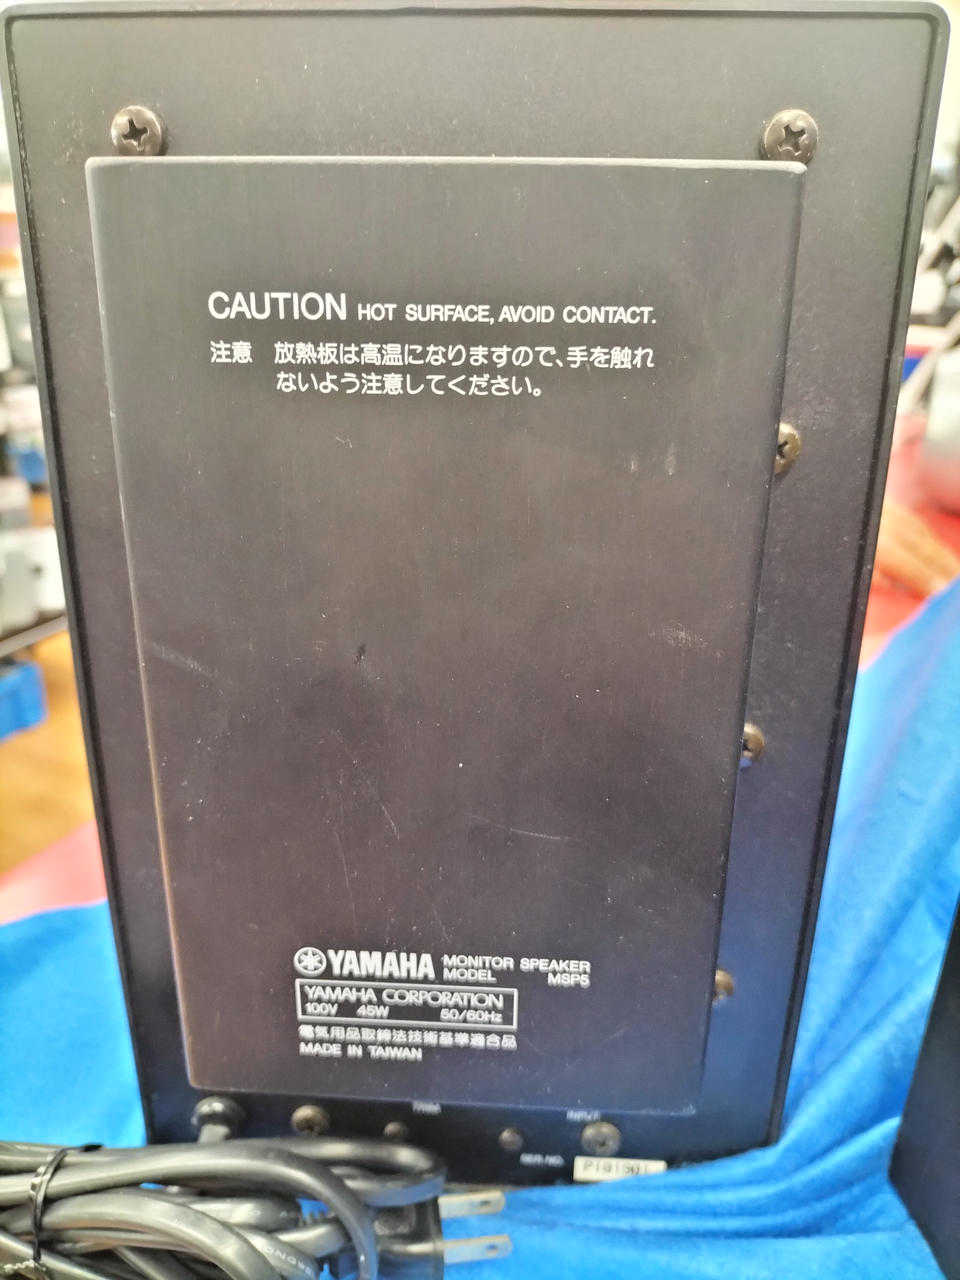 CAUTION HOT SURFACE, AVOID CONTACT.
注意 放熱板は高温になりますので、手を触れ
ないよう注意してください。
YAMAHA MONITOR SPEAKER
MODEL MSP5
YAMAHA CORPORATION
100V 45W 50/60Hz
電気用品取締法技術基準適合品
MADE IN TAIWAN
INPUT
SER.NO.